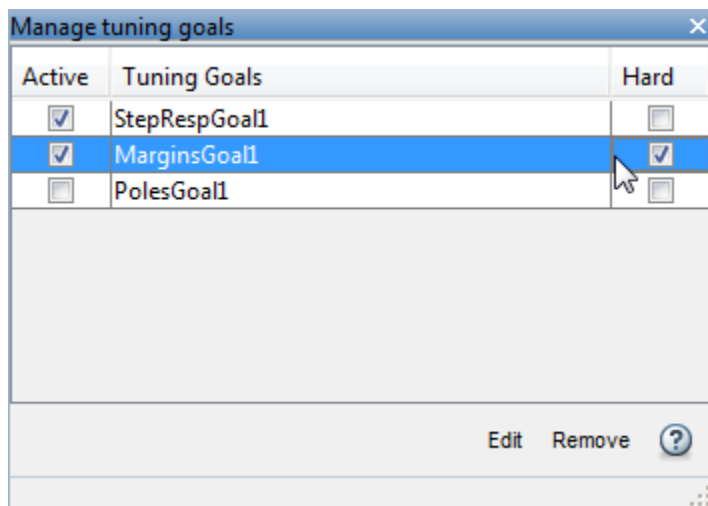 Manage tuning goals
Active Tuning Goals Hard
StepRespGoal1
MarginsGoal1
PolesGoal1
Edit Remove ?